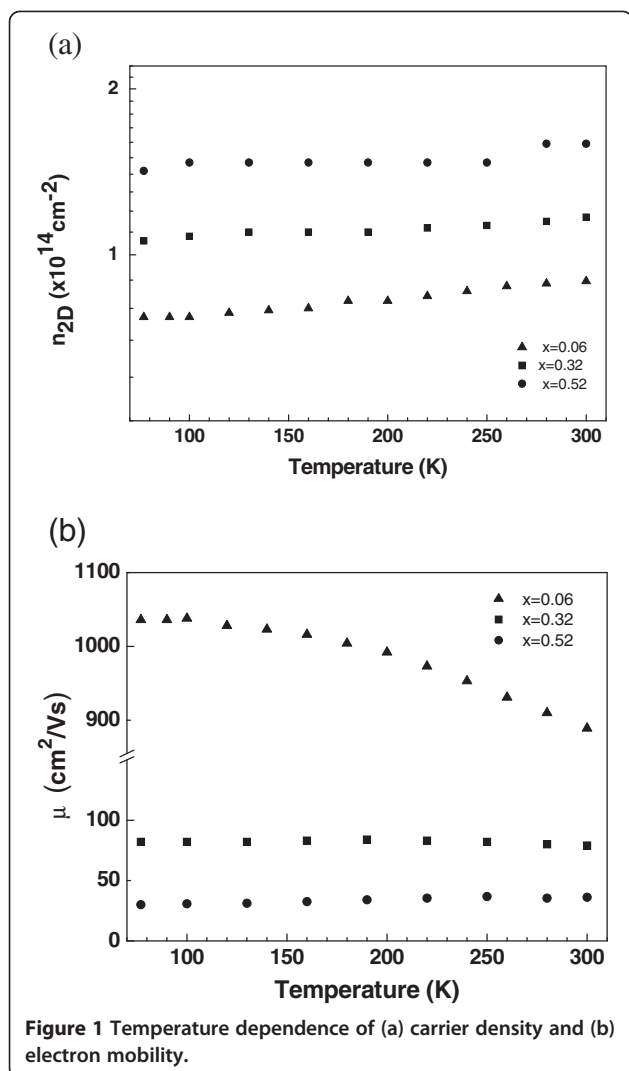 (a)
2
1
n2D (x10^14cm-2)
100 150 200 250 300
Temperature (K)
x=0.06
x=0.32
x=0.52
(b)
1100
1000
900
100
50
0
μ (cm²/Vs)
x=0.06
x=0.32
x=0.52
100 150 200 250 300
Temperature (K)
Figure 1 Temperature dependence of (a) carrier density and (b)
electron mobility.